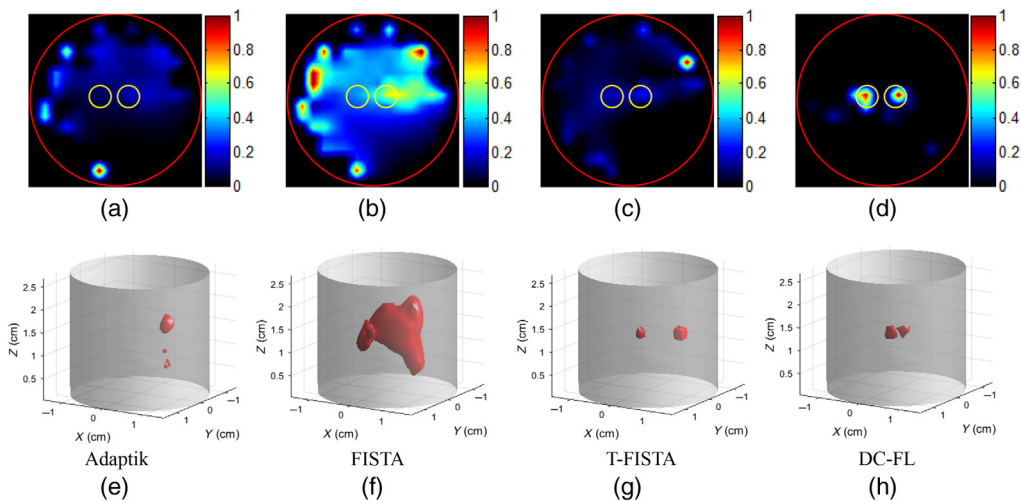 1 1 1 1
0.8 0.8 0.8 0.8
0.6 0.6 0.6 0.6
0.4 0.4 0.4 0.4
0.2 0.2 0.2 0.2
0 0 0 0
(a) (b) (c) (d)
2.5 2.5 2.5 2.5
2 2 2 2
1.5 1.5 1.5 1.5
1 1 1 1
0.5 0.5 0.5 0.5
Z (cm) Z (cm) Z (cm) Z (cm)
−1 0 1 1 0 −1 −1 0 1 1 0 −1 −1 0 1 1 0 −1 −1 0 1 1 0 −1
X (cm) Y (cm) X (cm) Y (cm) X (cm) Y (cm) X (cm) Y (cm)
Adaptik FISTA T-FISTA DC-FL
(e) (f) (g) (h)